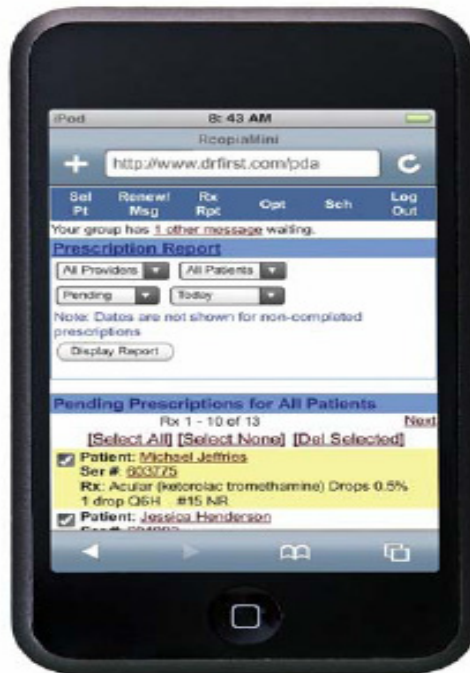 iPod 8:43 AM
RcopiaMini
http://www.drfirst.com/pda
Sel Pt Renew/ Msg Rx Rpt Opt Sch Log Out
Your group has 1 other message waiting.
Prescription Report
All Providers All Patients
Pending Today
Note: Dates are not shown for non-completed
prescriptions
Display Report
Pending Prescriptions for All Patients
Rx 1 - 10 of 13 Next
[Select All] [Select None] [Del Selected]
Patient: Michael Jeffries
Ser #: 603775
Rx: Acular (ketorolac tromethamine) Drops 0.5%
1 drop Q6H #15 NR
Patient: Jessica Henderson